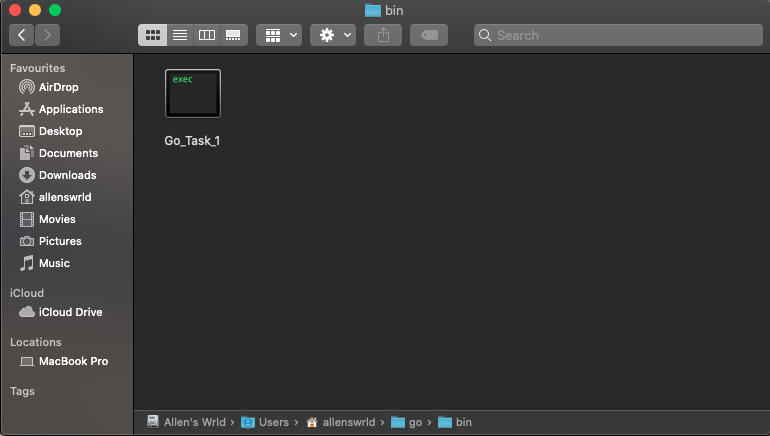 bin
Search
Favourites
AirDrop
Applications
Desktop
Documents
Downloads
allenswrld
Movies
Pictures
Music
iCloud
iCloud Drive
Locations
MacBook Pro
Tags
exec
Go_Task_1
Allen's Wrld › Users › allenswrld › go › bin